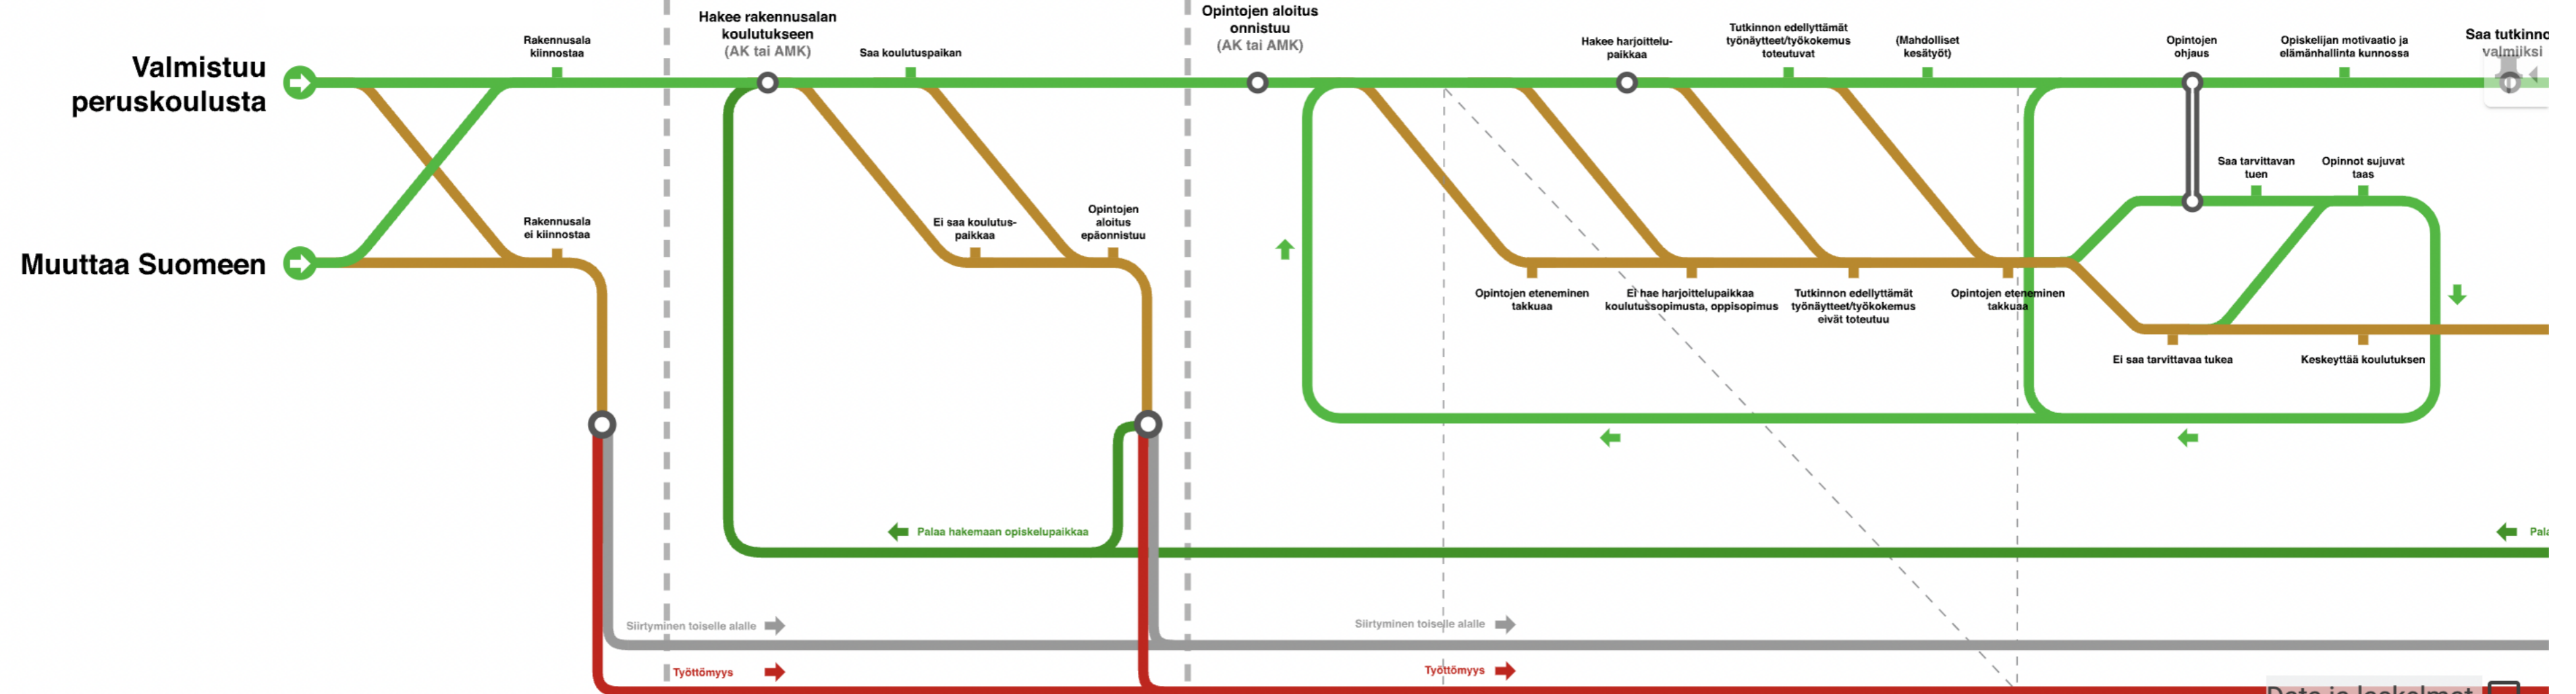 Valmistuu
peruskoulusta
Muuttaa Suomeen
Rakennusala
kiinnostaa
Rakennusala
ei kiinnostaa
Hakee rakennusalan
koulutukseen
(AK tai AMK)
Saa koulutuspaikan
Ei saa koulutus-
paikkaa
Opintojen
aloitus
epäonnistuu
Opintojen aloitus
onnistuu
(AK tai AMK)
Hakee harjoittelu-
paikkaa
Tutkinnon edellyttämät
työnäytteet/työkokemus
toteutuvat
(Mahdolliset
kesätyöt)
Opintojen
ohjaus
Opiskelijan motivaatio ja
elämänhallinta kunnossa
Saa tutkinno
valmiiksi
Saa tarvittavan
tuen
Opinnot sujuvat
taas
Opintojen eteneminen
takkuaa
Ei hae harjoittelupaikkaa
koulutussopimusta, oppisopimus
Tutkinnon edellyttämät
työnäytteet/työkokemus
eivät toteutuu
Opintojen eteneminen
takkuaa
Ei saa tarvittavaa tukea
Keskeyttää koulutuksen
Palaa hakemaan opiskelupaikkaa
Pala
Siirtyminen toiselle alalle
Siirtyminen toiselle alalle
Työttömyys
Työttömyys